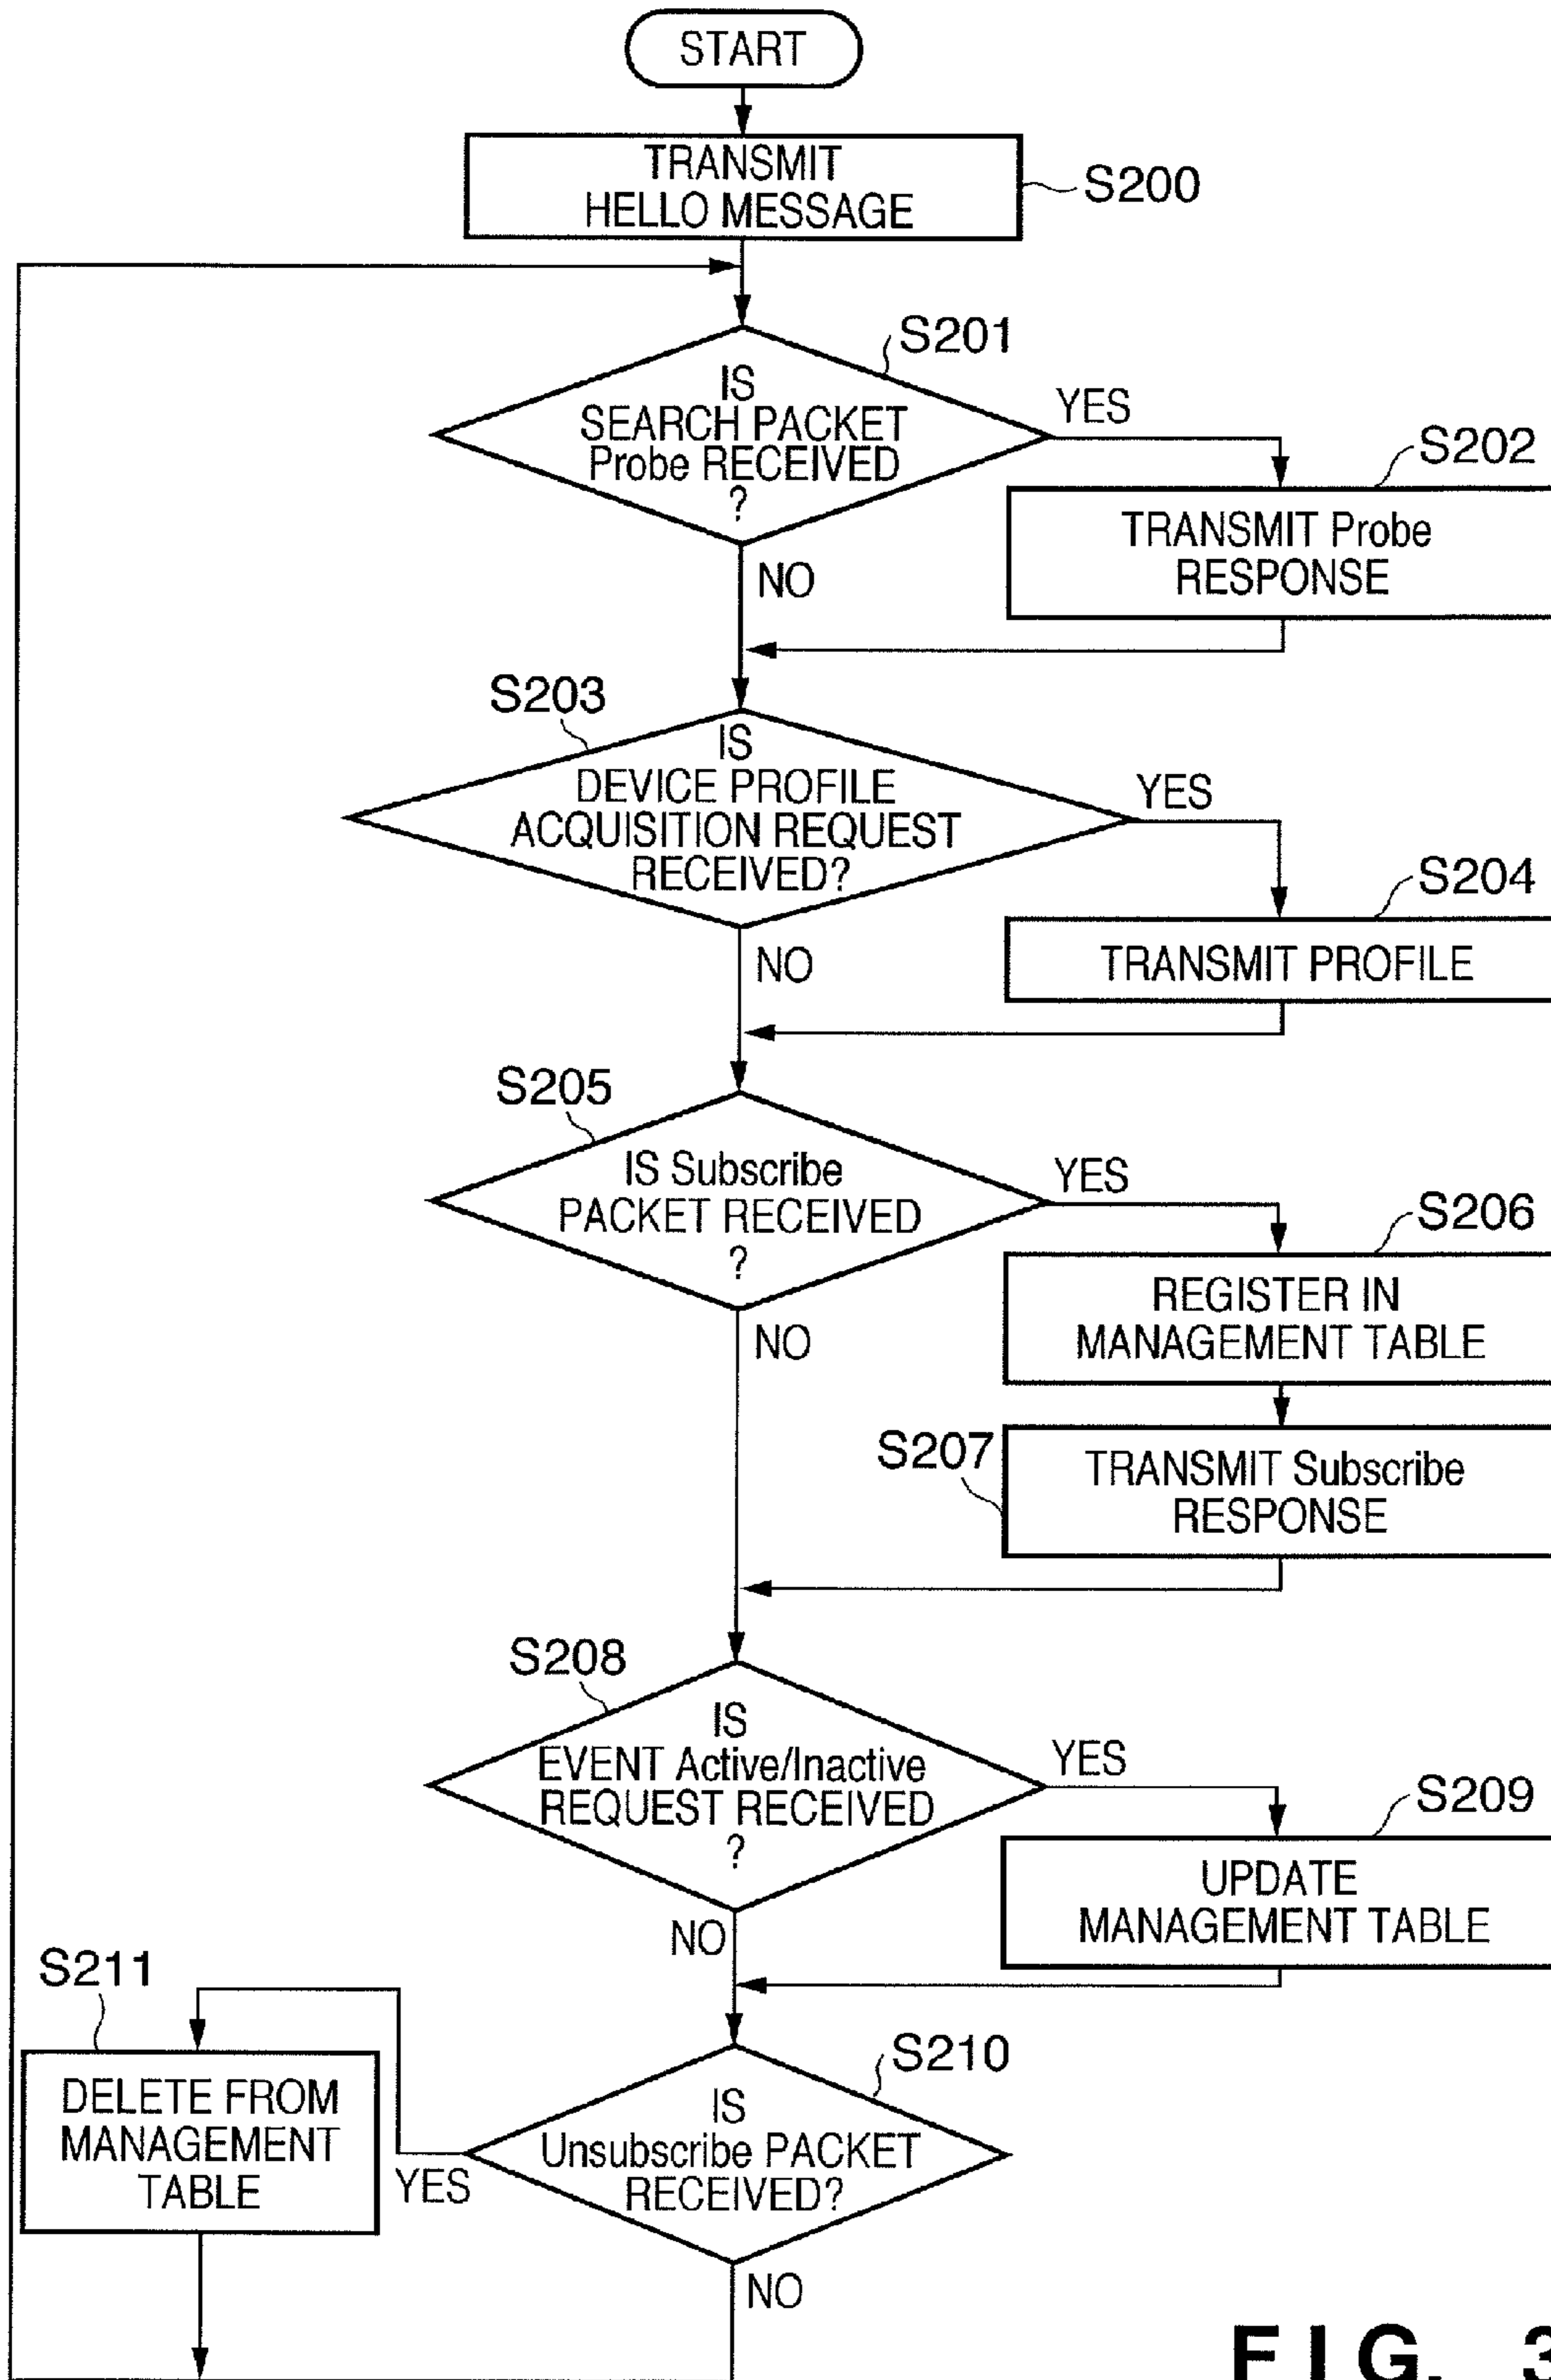 START
TRANSMIT
HELLO MESSAGE
S200
S201
IS
SEARCH PACKET
Probe RECEIVED
?
YES
S202
TRANSMIT Probe
RESPONSE
NO
S203
IS
DEVICE PROFILE
ACQUISITION REQUEST
RECEIVED?
YES
S204
TRANSMIT PROFILE
NO
S205
IS Subscribe
PACKET RECEIVED
?
YES
S206
REGISTER IN
MANAGEMENT TABLE
NO
S207
TRANSMIT Subscribe
RESPONSE
S208
IS
EVENT Active/Inactive
REQUEST RECEIVED
?
YES
S209
UPDATE
MANAGEMENT TABLE
NO
S211
DELETE FROM
MANAGEMENT
TABLE
S210
IS
Unsubscribe PACKET
RECEIVED?
YES
NO
FIG. 3